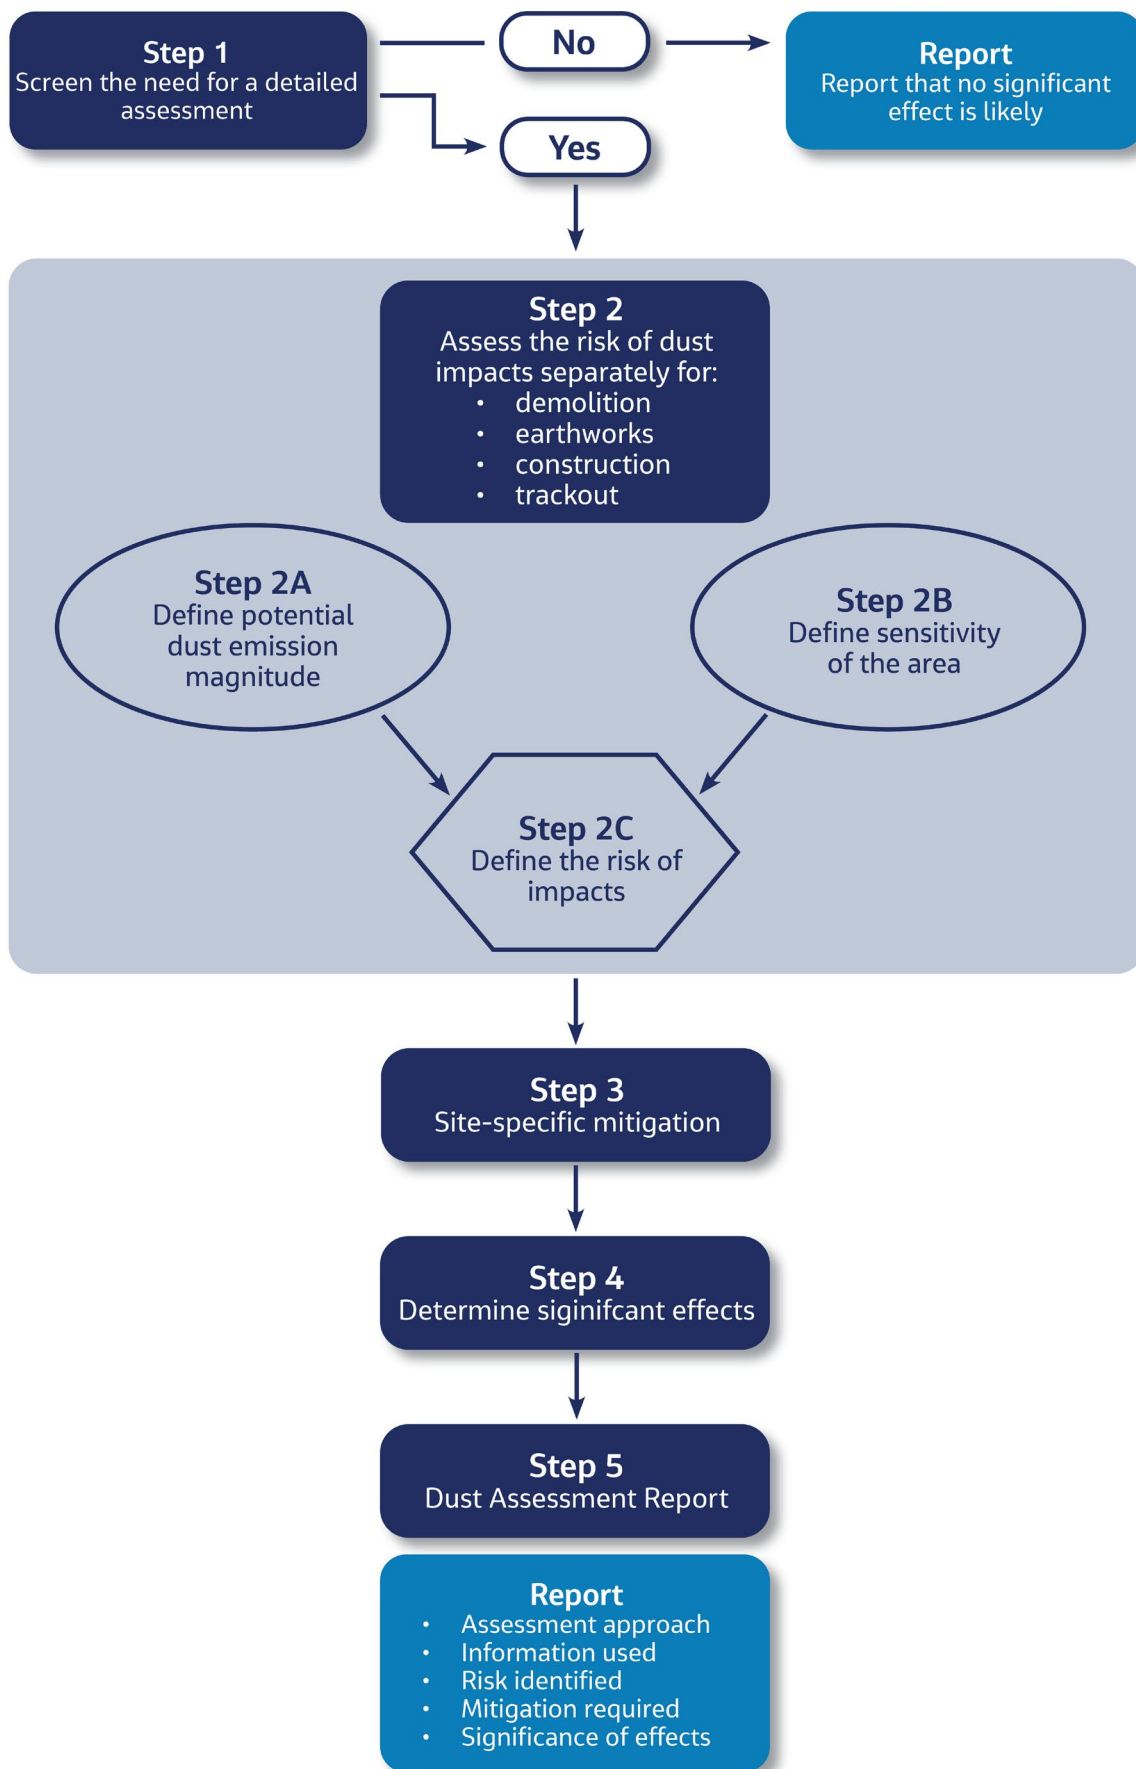 Step 1
Screen the need for a detailed
assessment
No
Report
Report that no significant
effect is likely
Yes
Step 2
Assess the risk of dust
impacts separately for:
• demolition
• earthworks
• construction
• trackout
Step 2A
Define potential
dust emission
magnitude
Step 2B
Define sensitivity
of the area
Step 2C
Define the risk of
impacts
Step 3
Site-specific mitigation
Step 4
Determine siginifcant effects
Step 5
Dust Assessment Report
Report
• Assessment approach
• Information used
• Risk identified
• Mitigation required
• Significance of effects